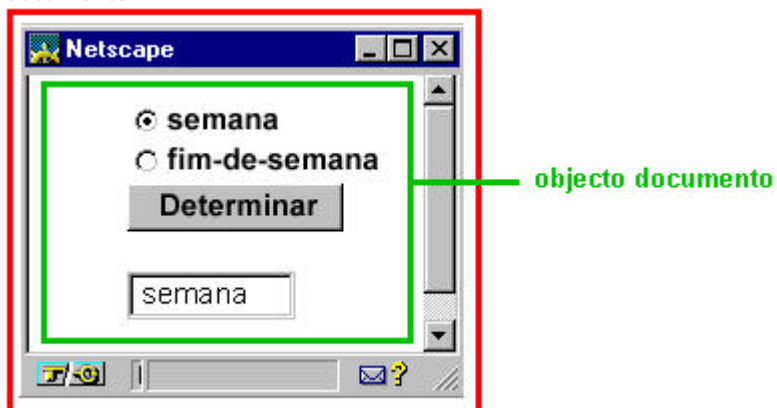 Netscape
semana
fim-de-semana
Determinar
objecto documento
semana